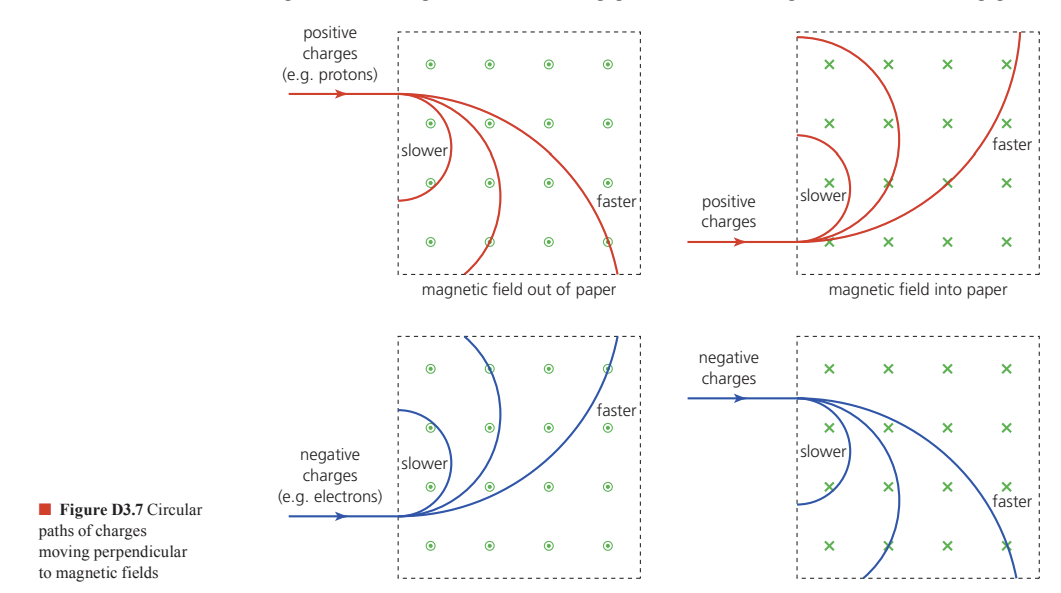 positive
charges
(e.g. protons)
slower
faster
magnetic field out of paper
positive
charges
slower
faster
magnetic field into paper
negative
charges
(e.g. electrons)
slower
faster
negative
charges
slower
faster
■ Figure D3.7 Circular
paths of charges
moving perpendicular
to magnetic fields